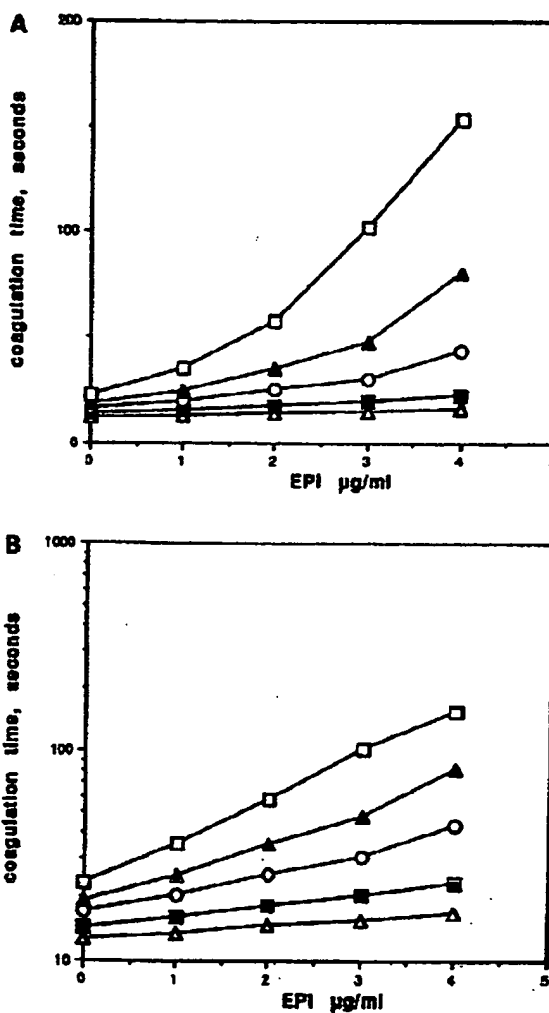 A
200
100
0
coagulation time, seconds
0 1 2 3 4 5
EPI µg/ml
B
1000
100
10
coagulation time, seconds
0 1 2 3 4 5
EPI µg/ml